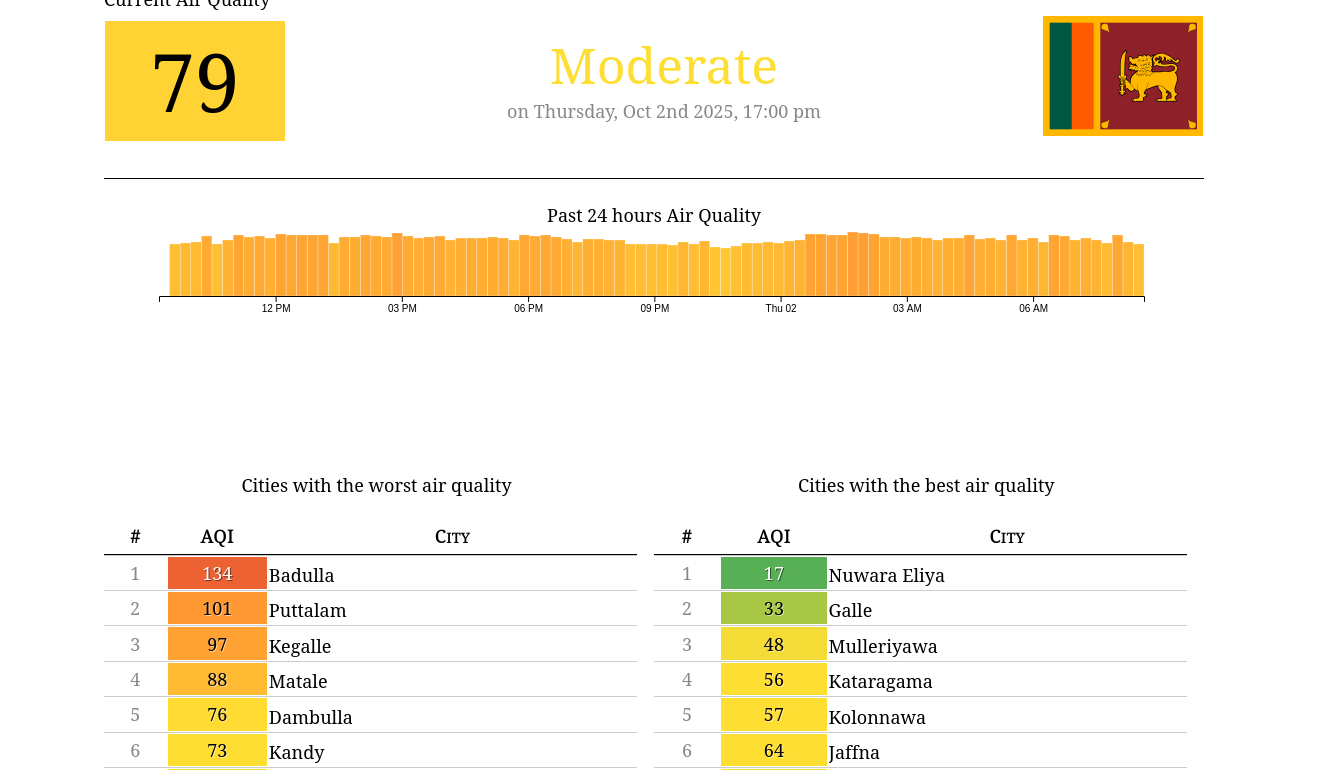 Current Air Quality
79
Moderate
on Thursday, Oct 2nd 2025, 17:00 pm
Past 24 hours Air Quality
12 PM 03 PM 06 PM 09 PM Thu 02 03 AM 06 AM
Cities with the worst air quality
# AQI City
1 134 Badulla
2 101 Puttalam
3 97 Kegalle
4 88 Matale
5 76 Dambulla
6 73 Kandy
Cities with the best air quality
# AQI City
1 17 Nuwara Eliya
2 33 Galle
3 48 Mulleriyawa
4 56 Kataragama
5 57 Kolonnawa
6 64 Jaffna